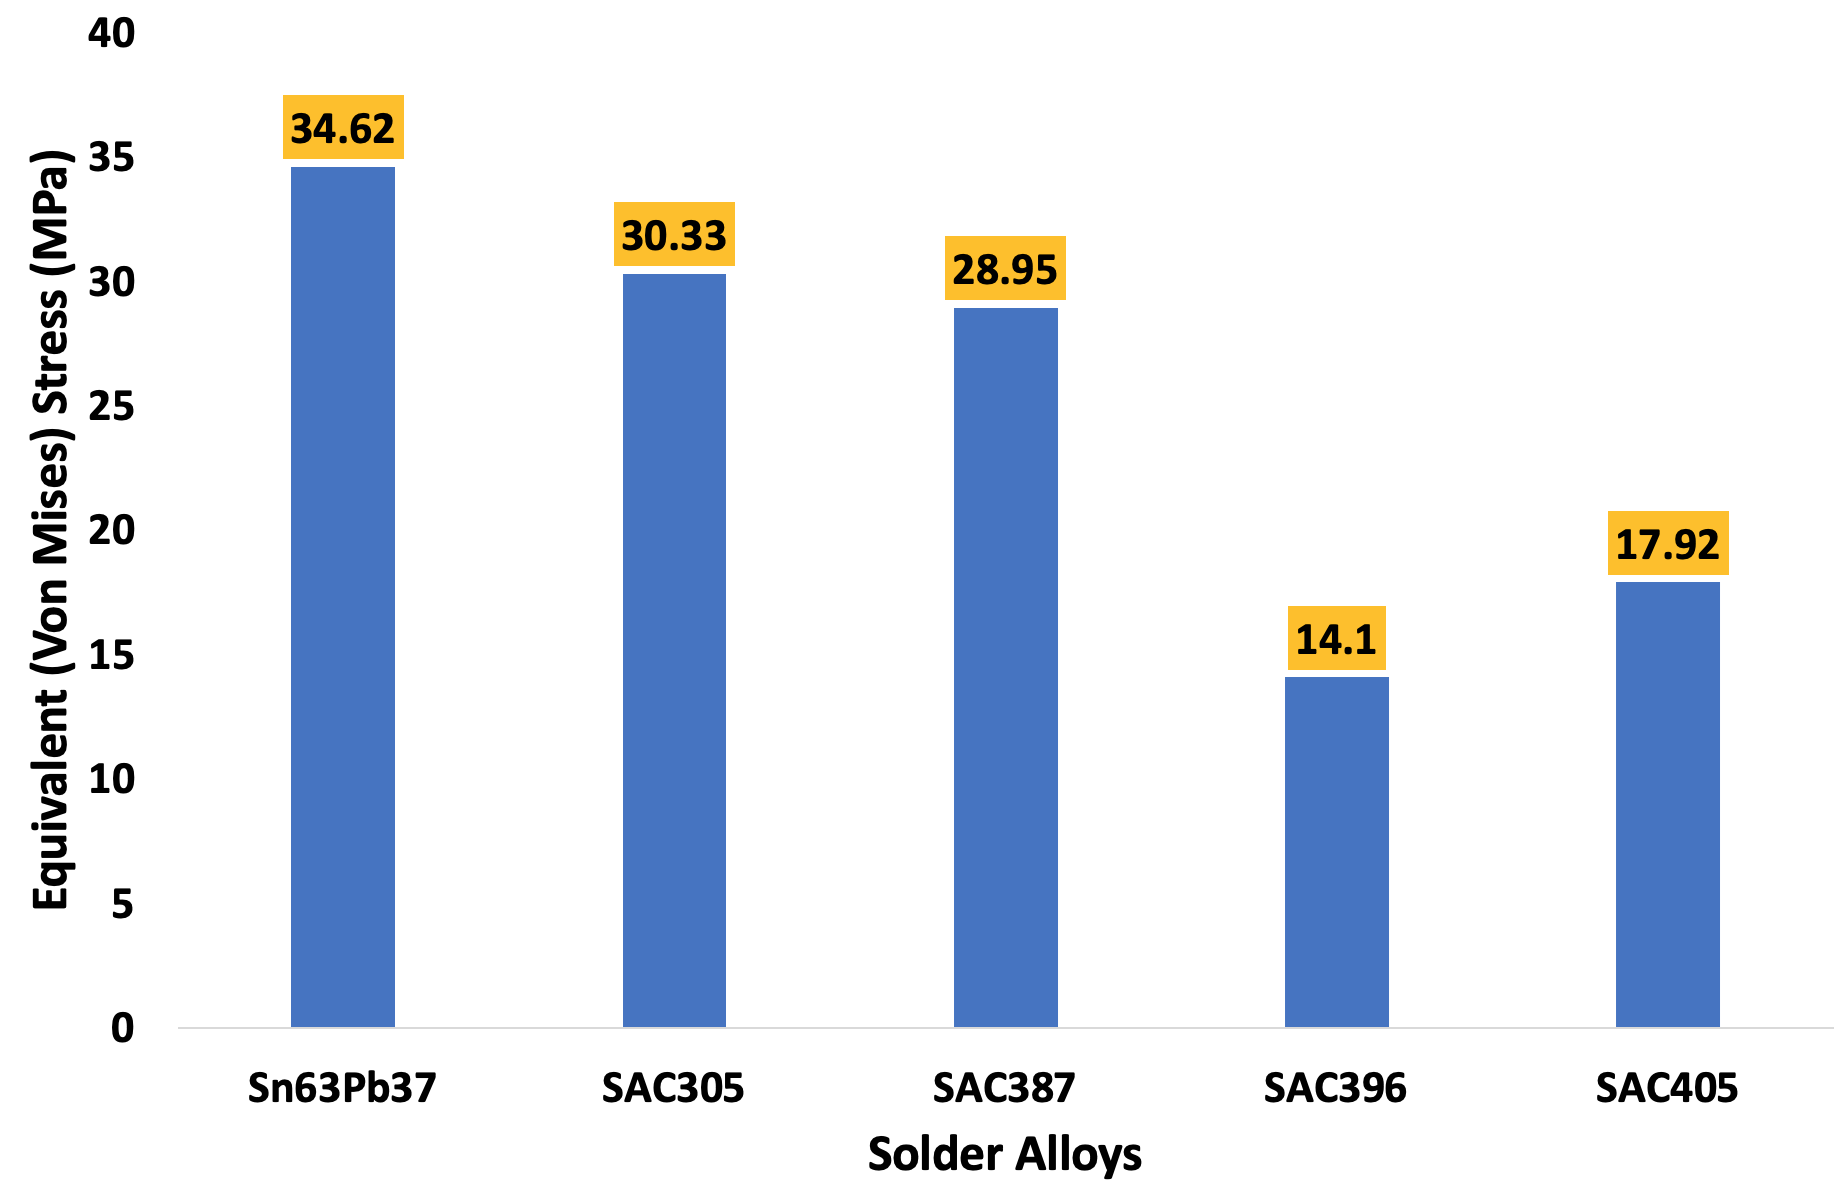 Equivalent (Von Mises) Stress (MPa)
40
35
30
25
20
15
10
5
0
34.62
30.33
28.95
14.1
17.92
Sn63Pb37
SAC305
SAC387
SAC396
SAC405
Solder Alloys